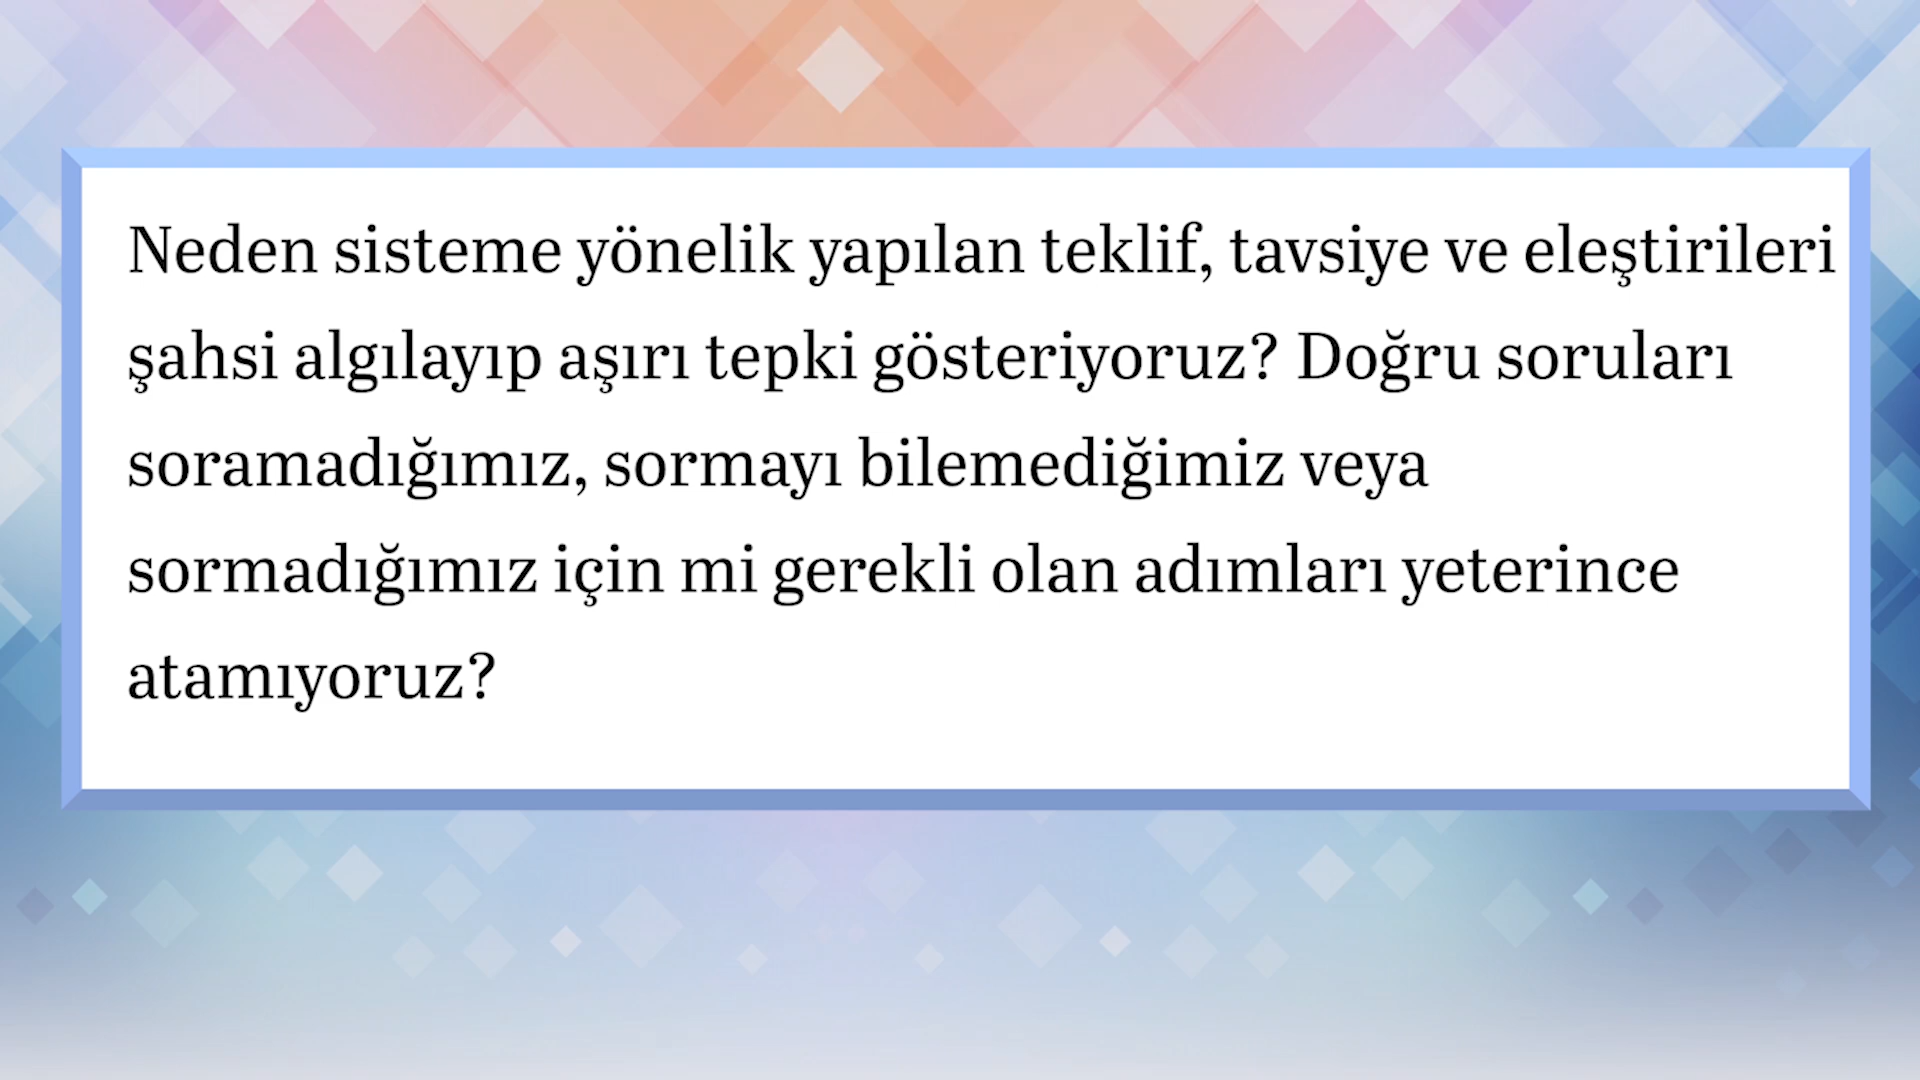 Neden sisteme yönelik yapılan teklif, tavsiye ve eleştirileri
şahsi algılayıp aşırı tepki gösteriyoruz? Doğru soruları
soramadığımız, sormayı bilemediğimiz veya
sormadığımız için mi gerekli olan adımları yeterince
atamıyoruz?